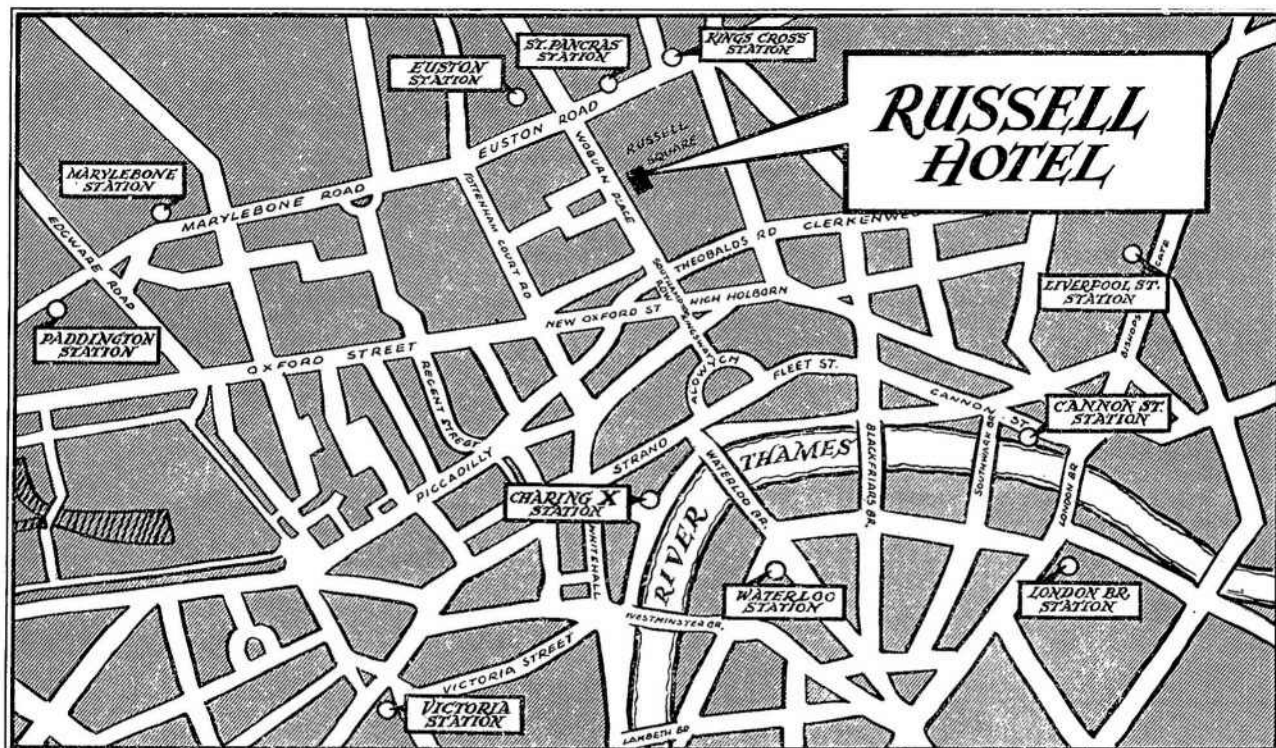 ST. PANCRAS
STATION
KINGS CROSS
STATION
EUSTON
STATION
RUSSELL
HOTEL
EUSTON ROAD
WOBURN PLACE
RUSSELL
SQUARE
MARYLEBONE
STATION
MARYLEBONE ROAD
TOTTENHAM COURT RD
EDGWARE
ROAD
THEOBALDS RD
CLERKENWE
PADDINGTON
STATION
LIVERPOOL ST.
STATION
BISHOPS GATE
SOUTHAMP
ROW
HIGH HOLBORN
NEW OXFORD ST
KINGSWAY
OXFORD STREET
REGENT STREET
ALDWYCH
FLEET ST.
CANNON ST.
CANNON ST.
STATION
PICCADILLY
STRAND
WATERLOO BR.
RIVER THAMES
BLACKFRIARS BR.
SOUTHWARK BR.
LONDON BR
CHARING X
STATION
WHITEHALL
WATERLOO
STATION
LONDON BR.
STATION
WESTMINSTER BR.
VICTORIA STREET
VICTORIA
STATION
LAMBETH BR